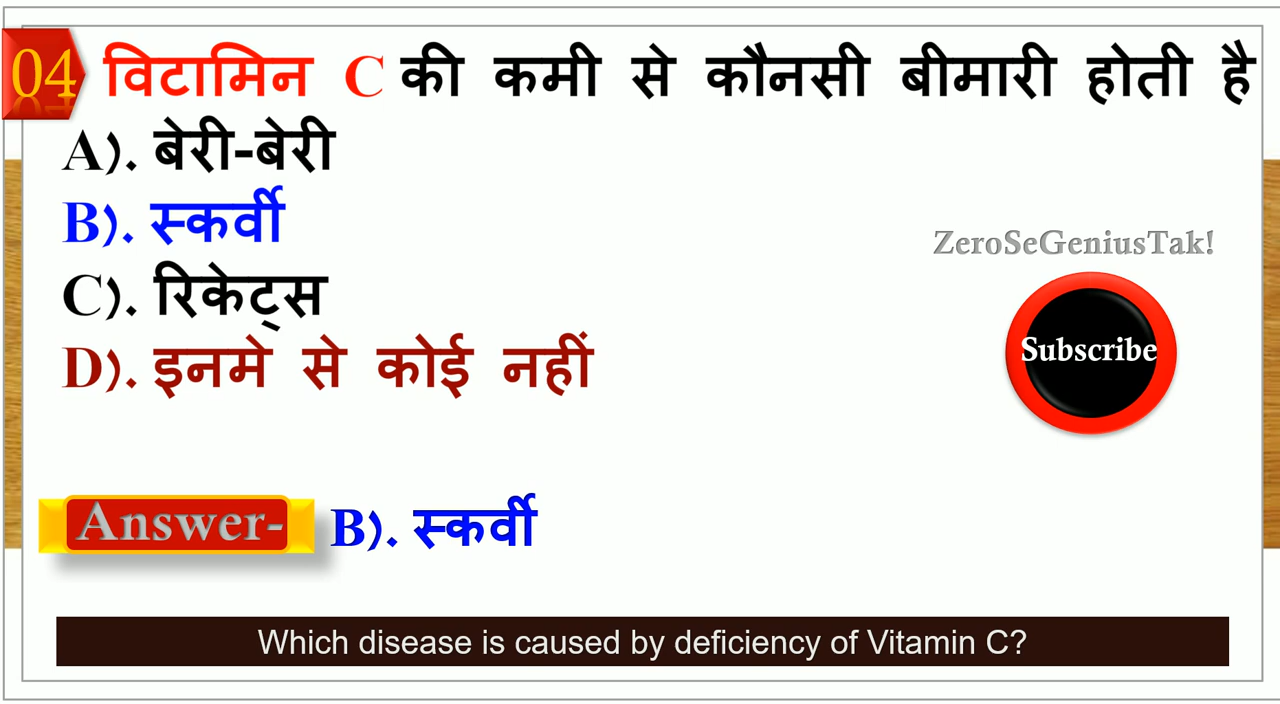 04 विटामिन C की कमी से कौनसी बीमारी होती है
A). बेरी-बेरी
B). स्कर्वी
ZeroSeGeniusTak!
C). रिकेट्स
Subscribe
D). इनमे से कोई नहीं
Answer- B). स्कर्वी
Which disease is caused by deficiency of Vitamin C?